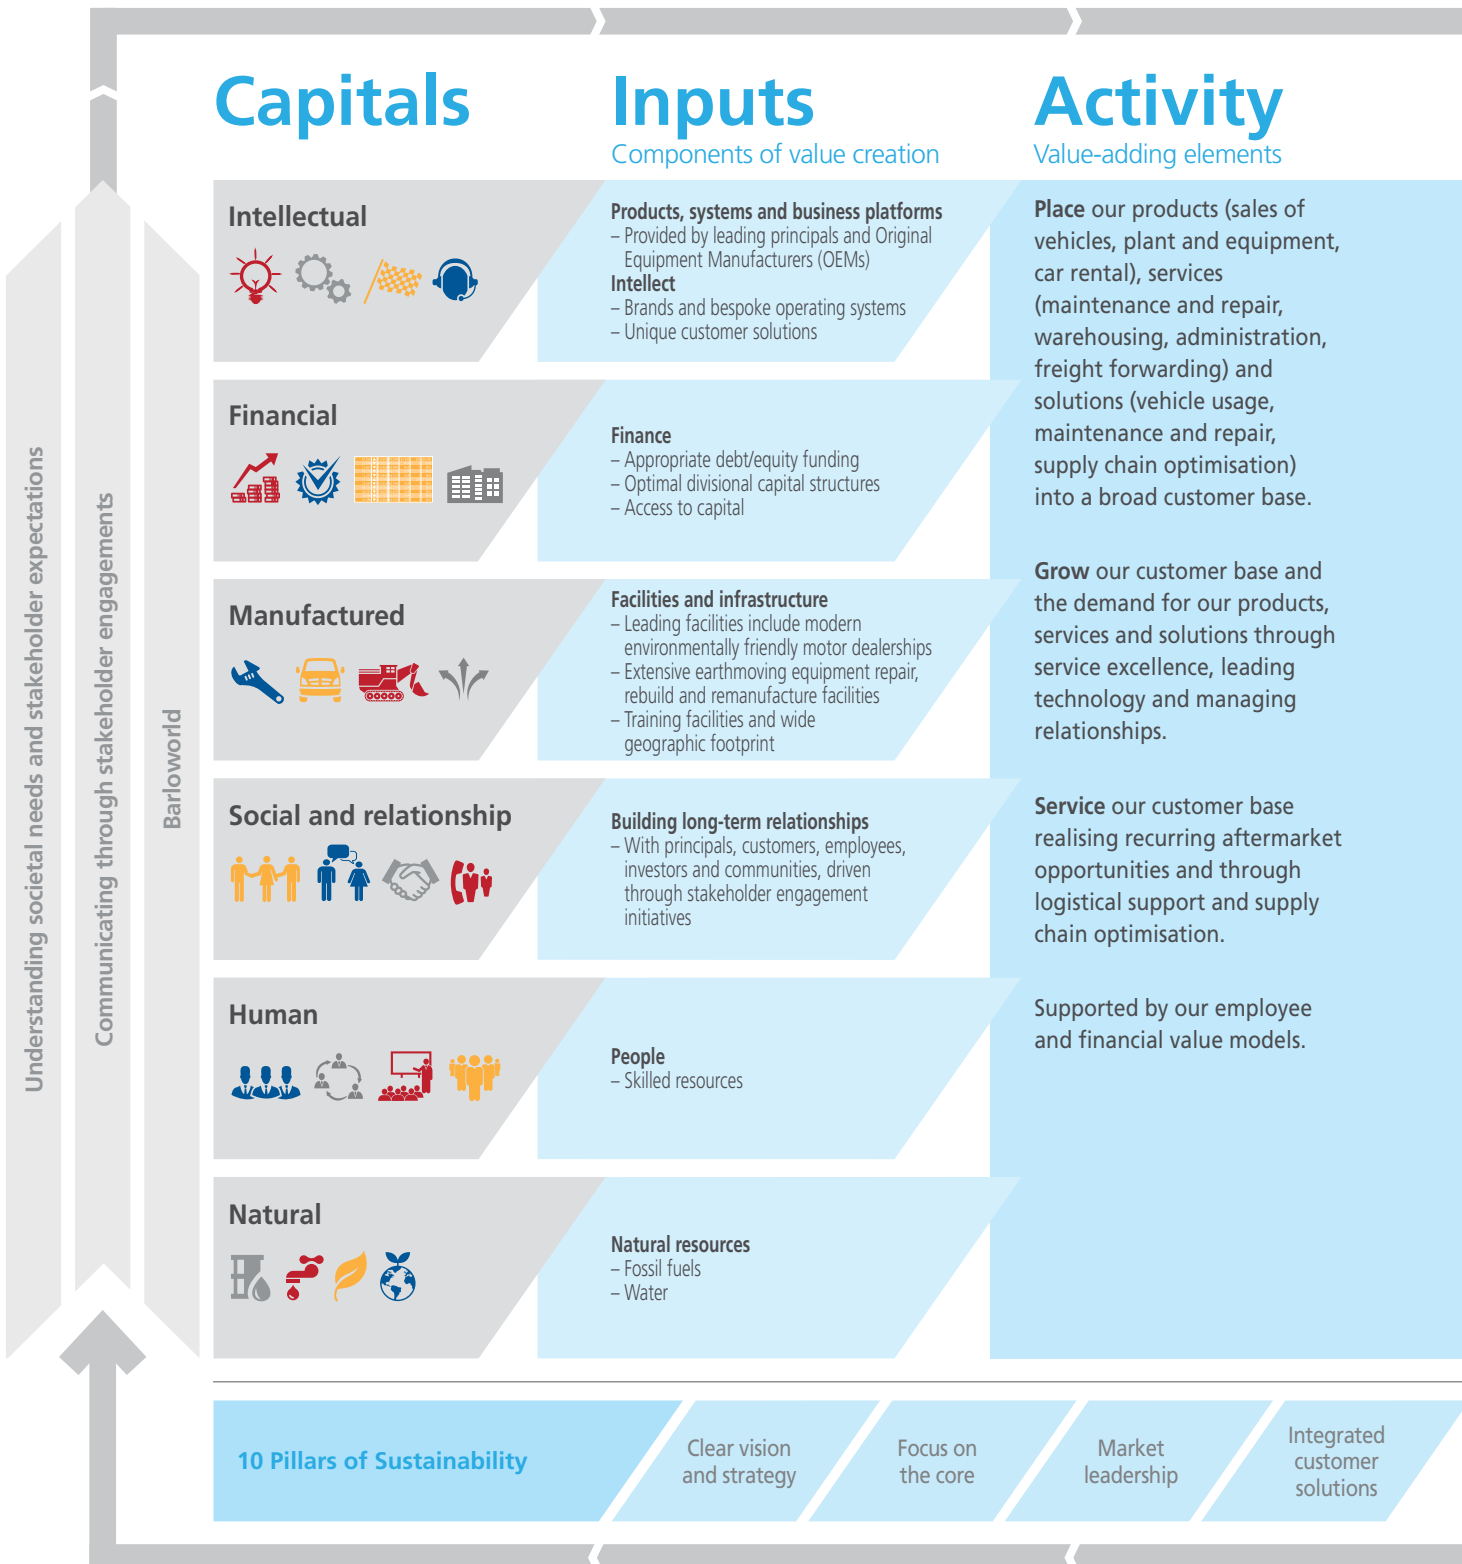 Capitals
Inputs
Components of value creation
Activity
Value-adding elements
Understanding societal needs and stakeholder expectations
Communicating through stakeholder engagements
Barloworld
Intellectual
Products, systems and business platforms
– Provided by leading principals and Original
Equipment Manufacturers (OEMs)
Intellect
– Brands and bespoke operating systems
– Unique customer solutions
Financial
Finance
– Appropriate debt/equity funding
– Optimal divisional capital structures
– Access to capital
Manufactured
Facilities and infrastructure
– Leading facilities include modern
environmentally friendly motor dealerships
– Extensive earthmoving equipment repair,
rebuild and remanufacture facilities
– Training facilities and wide
geographic footprint
Social and relationship
Building long-term relationships
– With principals, customers, employees,
investors and communities, driven
through stakeholder engagement
initiatives
Human
People
– Skilled resources
Natural
Natural resources
– Fossil fuels
– Water
Place our products (sales of
vehicles, plant and equipment,
car rental), services
(maintenance and repair,
warehousing, administration,
freight forwarding) and
solutions (vehicle usage,
maintenance and repair,
supply chain optimisation)
into a broad customer base.
Grow our customer base and
the demand for our products,
services and solutions through
service excellence, leading
technology and managing
relationships.
Service our customer base
realising recurring aftermarket
opportunities and through
logistical support and supply
chain optimisation.
Supported by our employee
and financial value models.
10 Pillars of Sustainability
Clear vision
and strategy
Focus on
the core
Market
leadership
Integrated
customer
solutions